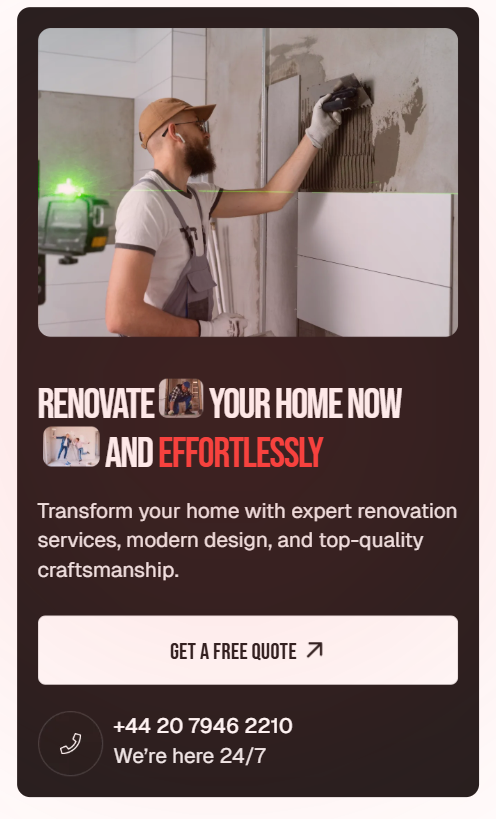 RENOVATE YOUR HOME NOW
AND EFFORTLESSLY
Transform your home with expert renovation
services, modern design, and top-quality
craftsmanship.
GET A FREE QUOTE
+44 20 7946 2210
We’re here 24/7